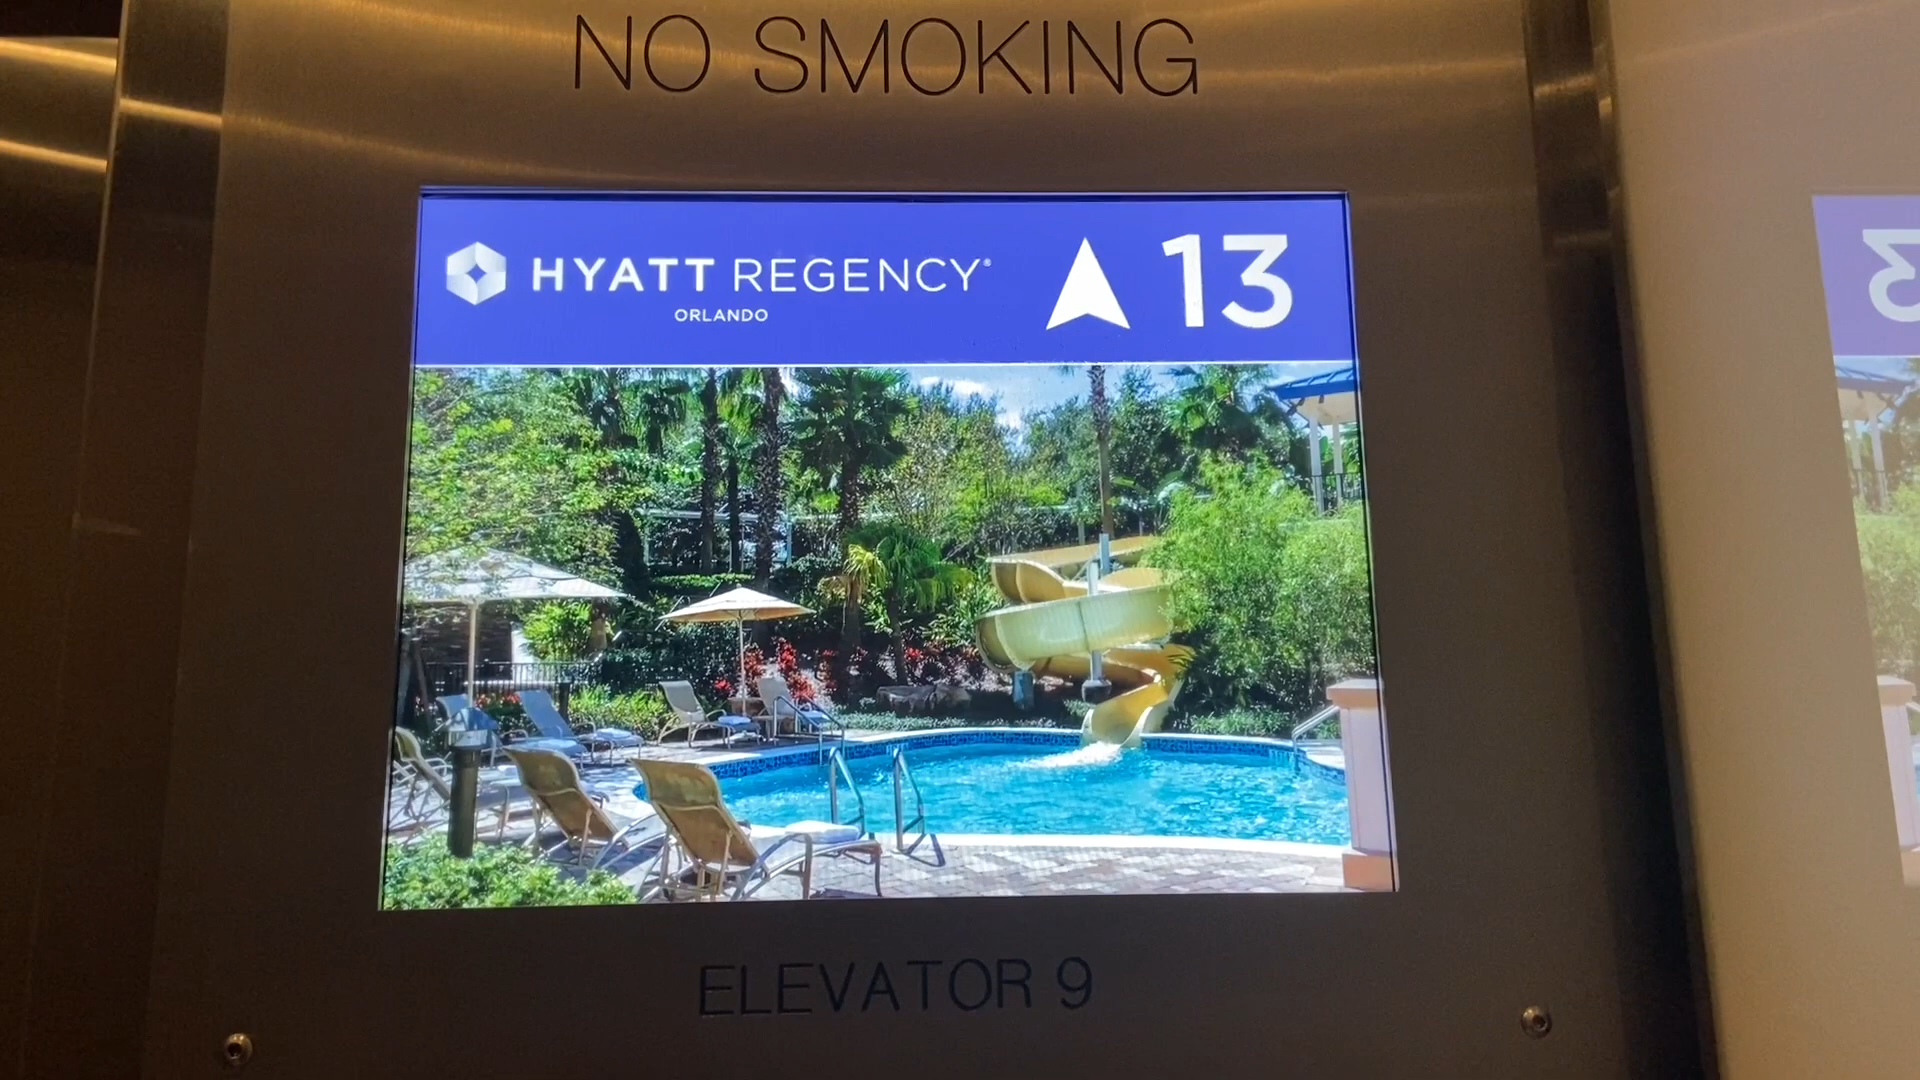 NO SMOKING
HYATT REGENCY®
ORLANDO
13
ELEVATOR 9